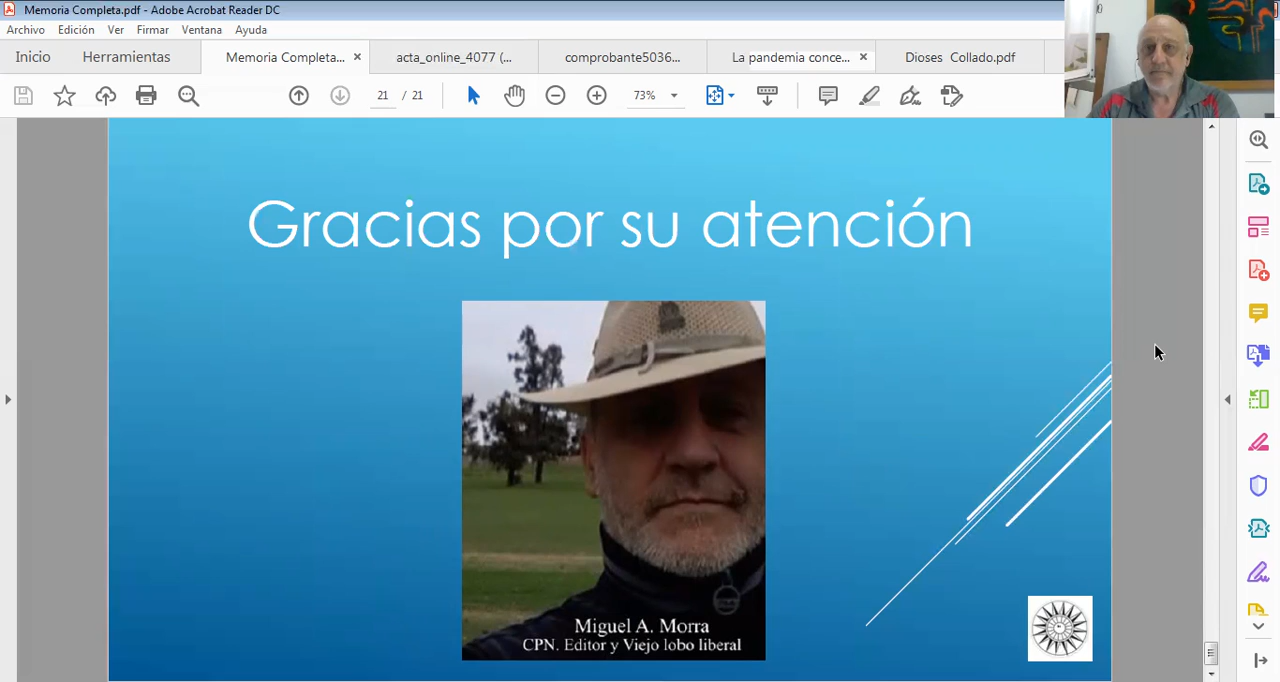 Memoria Completa.pdf - Adobe Acrobat Reader DC
Archivo Edición Ver Firmar Ventana Ayuda
Inicio Herramientas Memoria Completa... × acta_online_4077 (... comprobante5036... La pandemia conce... × Dioses Collado.pdf
21 / 21 73%
Gracias por su atención
Miguel A. Morra
CPN. Editor y Viejo lobo liberal